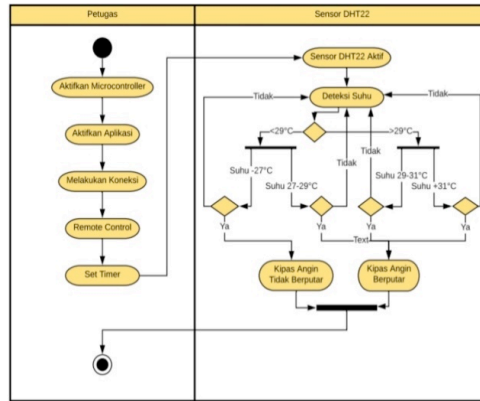 Petugas
Sensor DHT22
Aktifkan Microcontroller
Aktifkan Aplikasi
Melakukan Koneksi
Remote Control
Set Timer
Sensor DHT22 Aktif
Deteksi Suhu
Tidak
Tidak
<29°C
>29°C
Tidak
Tidak
Suhu -27°C
Suhu 27-29°C
Suhu 29-31°C
Suhu +31°C
Ya
Ya
Ya
Ya
Text
Kipas Angin
Tidak Berputar
Kipas Angin
Berputar